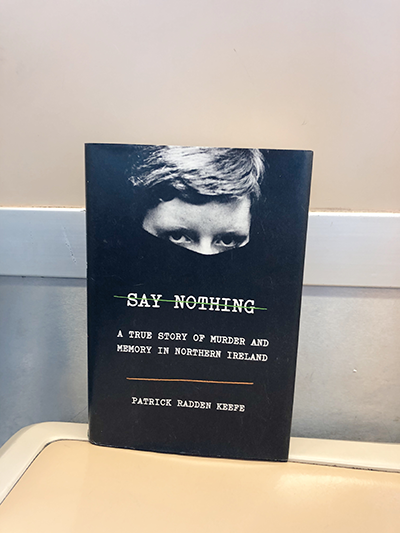 SAY NOTHING
A TRUE STORY OF MURDER AND
MEMORY IN NORTHERN IRELAND
PATRICK RADDEN KEEFE